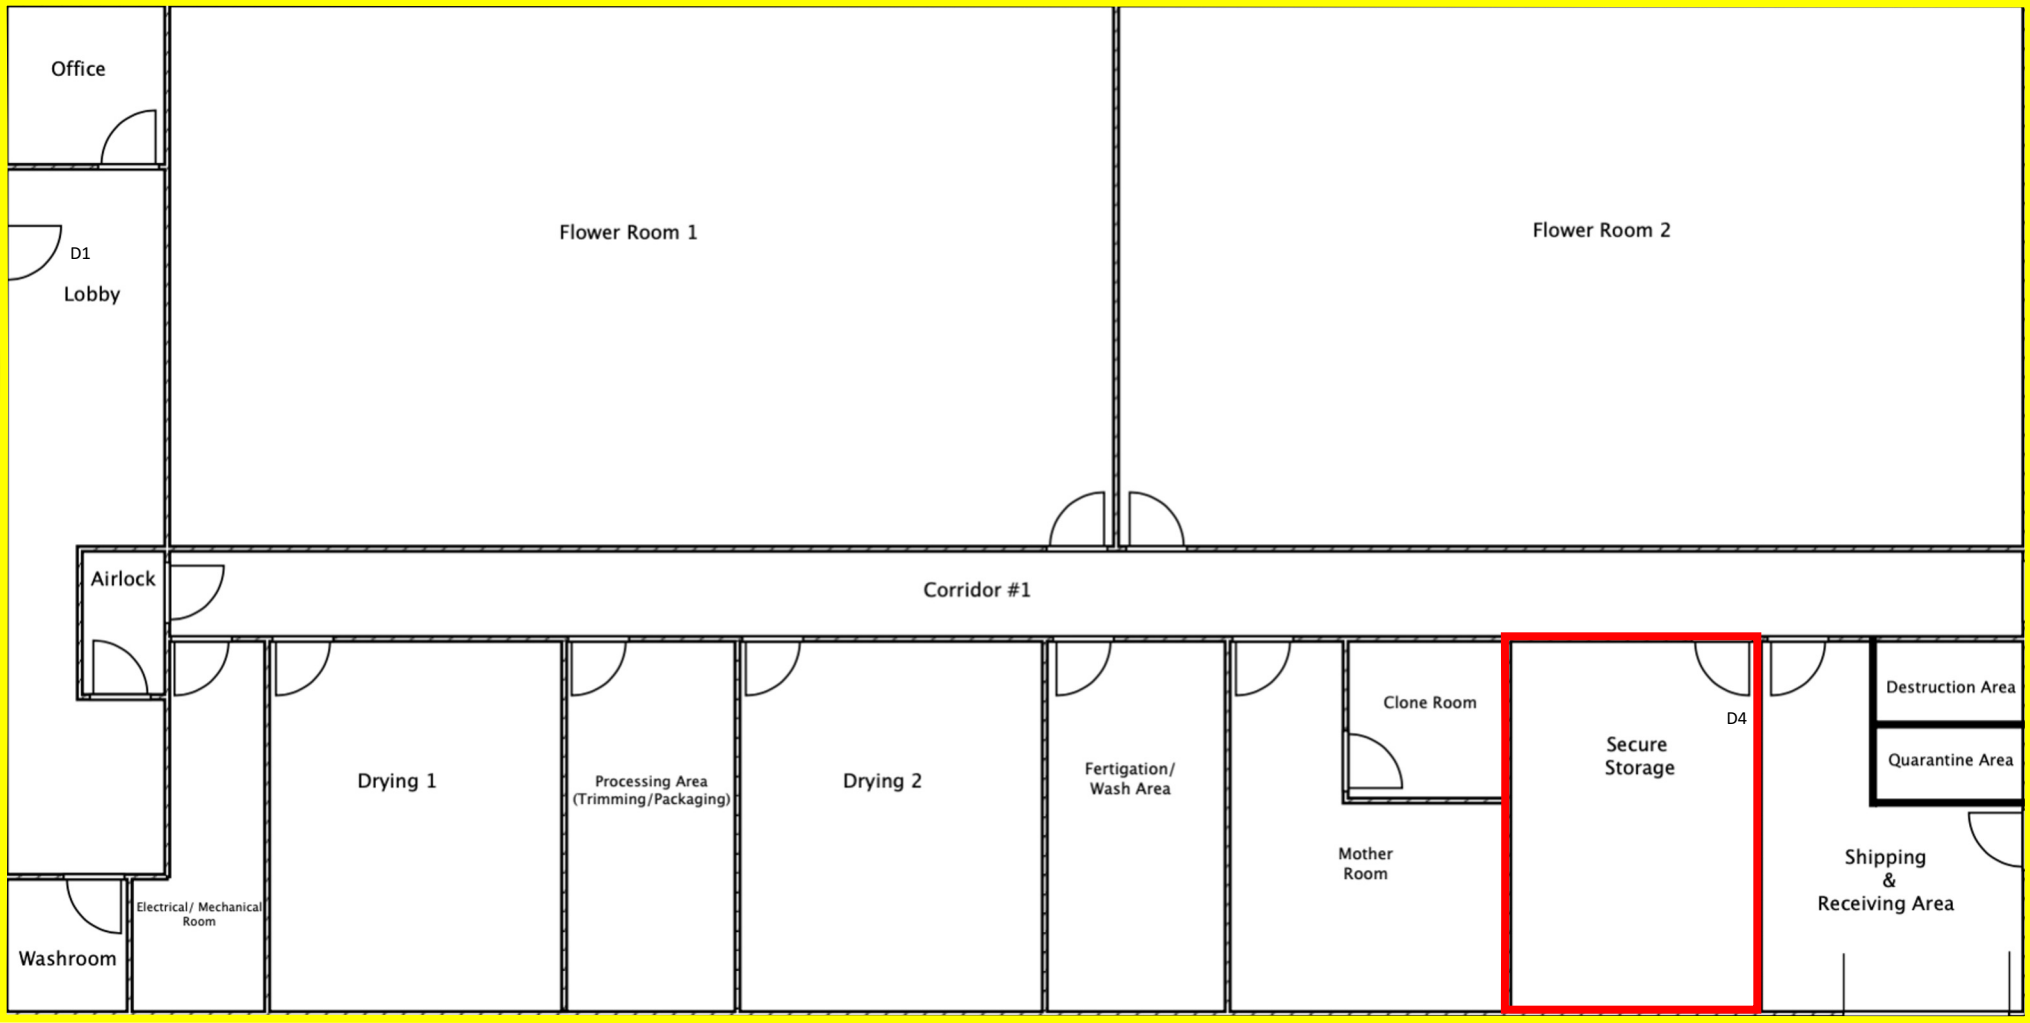 Office
D1
Lobby
Flower Room 1
Flower Room 2
Airlock
Corridor #1
Drying 1
Processing Area
(Trimming/Packaging)
Drying 2
Fertigation/
Wash Area
Clone Room
Mother
Room
D4
Secure
Storage
Destruction Area
Quarantine Area
Shipping
&
Receiving Area
Electrical/ Mechanical
Room
Washroom